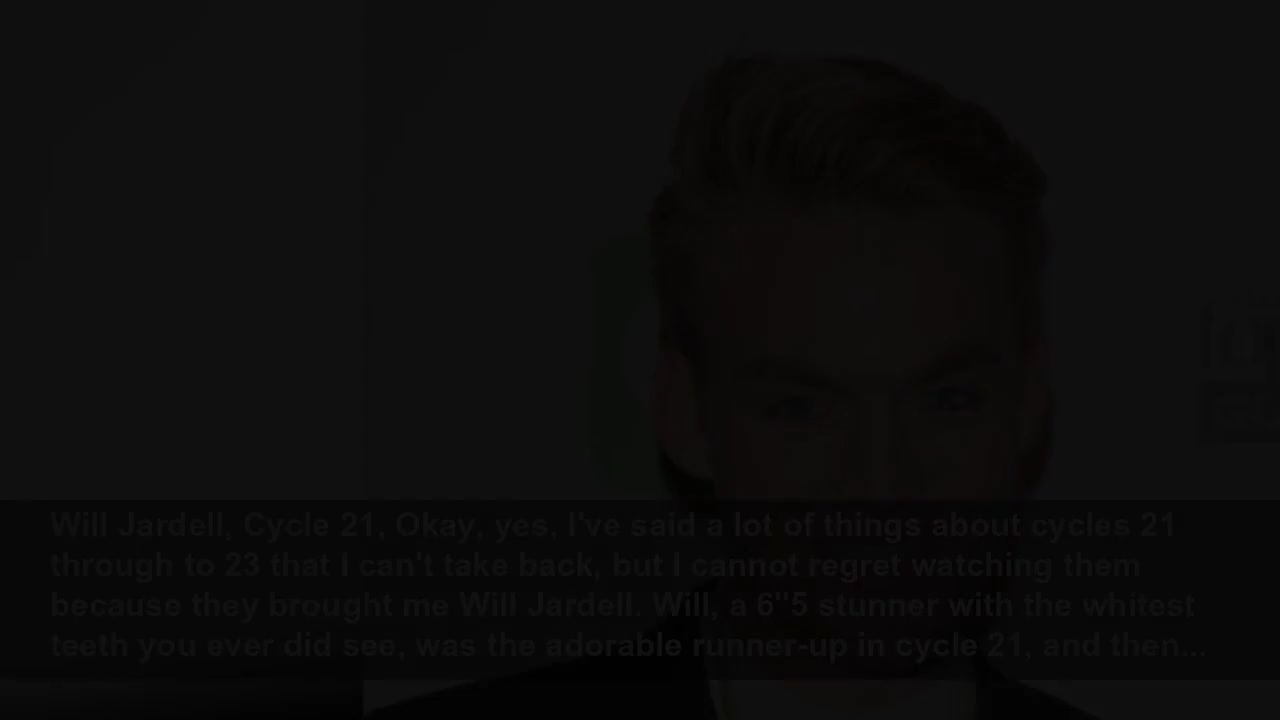 Will Jardell, Cycle 21, Okay, yes, I've said a lot of things about cycles 21
through to 23 that I can't take back, but I cannot regret watching them
because they brought me Will Jardell. Will, a 6"5 stunner with the whitest
teeth you ever did see, was the adorable runner-up in cycle 21, and then...